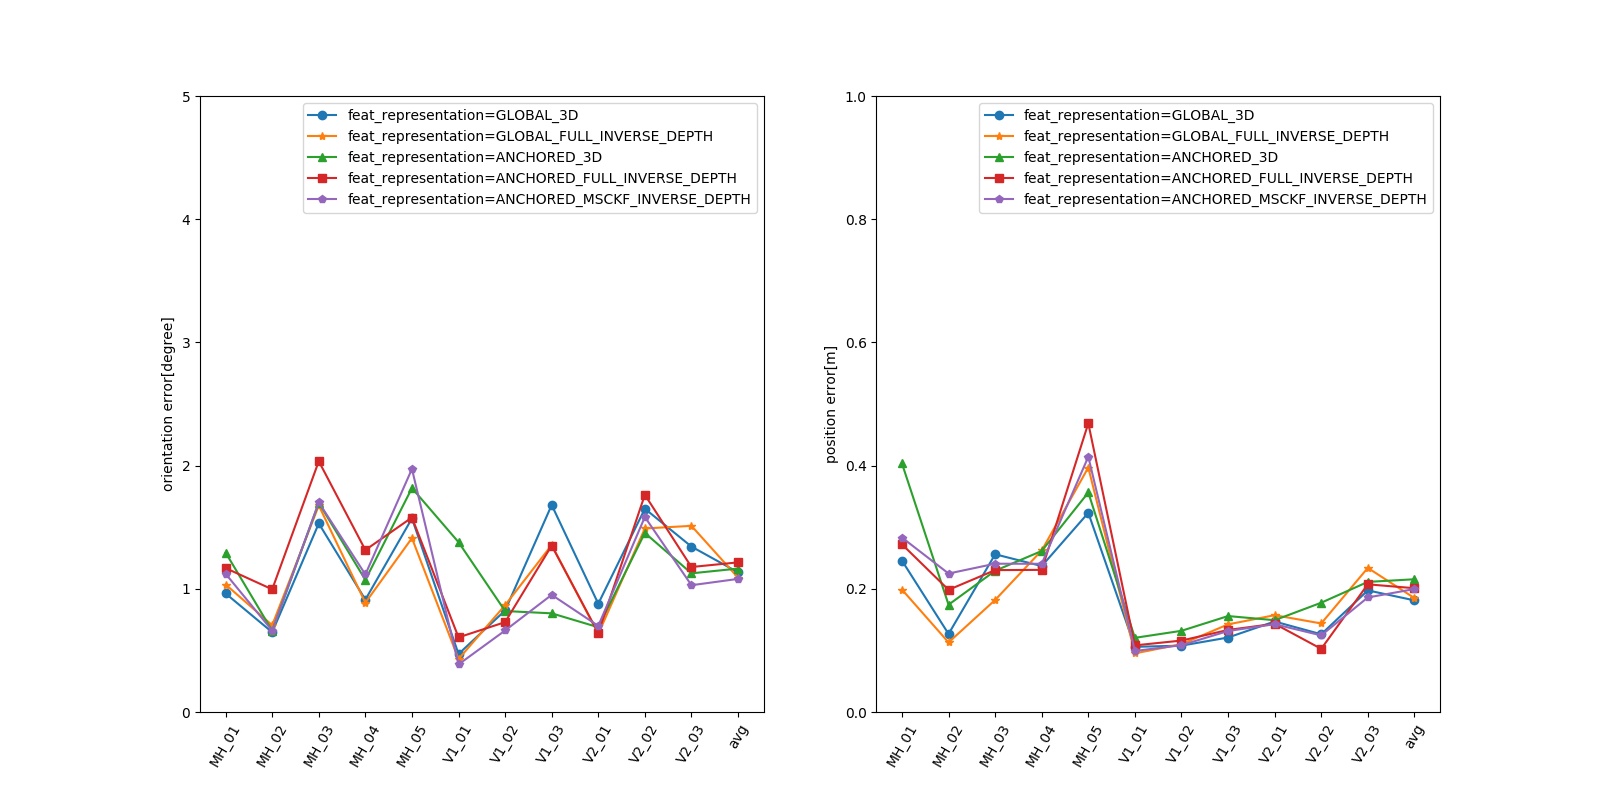 5
4
3
2
1
0
orientation error[degree]
feat_representation=GLOBAL_3D
feat_representation=GLOBAL_FULL_INVERSE_DEPTH
feat_representation=ANCHORED_3D
feat_representation=ANCHORED_FULL_INVERSE_DEPTH
feat_representation=ANCHORED_MSCKF_INVERSE_DEPTH
MH_01
MH_02
MH_03
MH_04
MH_05
V1_01
V1_02
V1_03
V2_01
V2_02
V2_03
avg
1.0
0.8
0.6
0.4
0.2
0.0
position error[m]
feat_representation=GLOBAL_3D
feat_representation=GLOBAL_FULL_INVERSE_DEPTH
feat_representation=ANCHORED_3D
feat_representation=ANCHORED_FULL_INVERSE_DEPTH
feat_representation=ANCHORED_MSCKF_INVERSE_DEPTH
MH_01
MH_02
MH_03
MH_04
MH_05
V1_01
V1_02
V1_03
V2_01
V2_02
V2_03
avg